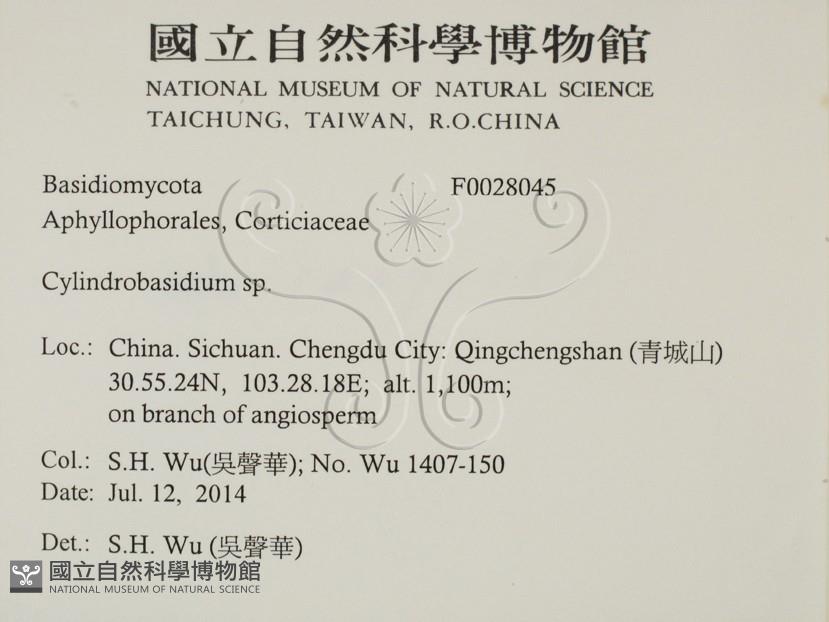 國立自然科學博物館
NATIONAL MUSEUM OF NATURAL SCIENCE
TAICHUNG, TAIWAN, R.O.CHINA
Basidiomycota F0028045
Aphyllophorales, Corticiaceae
Cylindrobasidium sp.
Loc.: China. Sichuan. Chengdu City: Qingchengshan (青城山)
30.55.24N, 103.28.18E; alt. 1,100m;
on branch of angiosperm
Col.: S.H. Wu(吳聲華); No. Wu 1407-150
Date: Jul. 12, 2014
Det.: S.H. Wu (吳聲華)
國立自然科學博物館
NATIONAL MUSEUM OF NATURAL SCIENCE